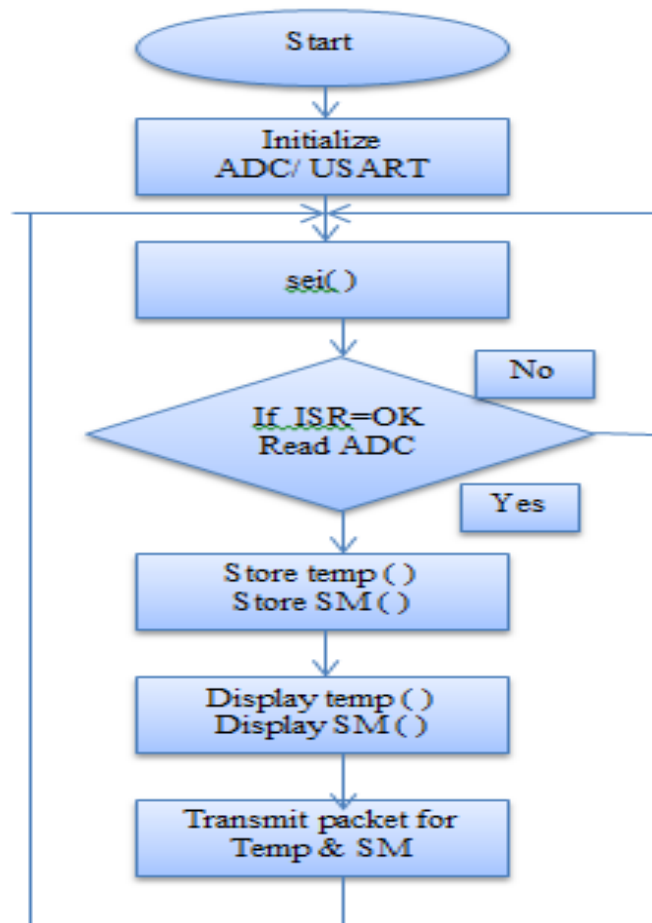 Start
Initialize
ADC/ USART
sei( )
No
If ISR=OK
Read ADC
Yes
Store temp ( )
Store SM ( )
Display temp ( )
Display SM ( )
Transmit packet for
Temp & SM